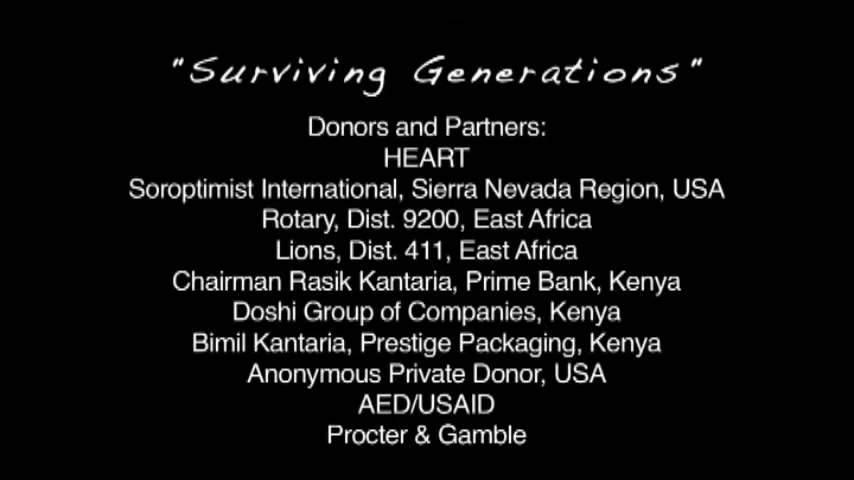 "Surviving Generations"
Donors and Partners:
HEART
Soroptimist International, Sierra Nevada Region, USA
Rotary, Dist. 9200, East Africa
Lions, Dist. 411, East Africa
Chairman Rasik Kantaria, Prime Bank, Kenya
Doshi Group of Companies, Kenya
Bimil Kantaria, Prestige Packaging, Kenya
Anonymous Private Donor, USA
AED/USAID
Procter & Gamble